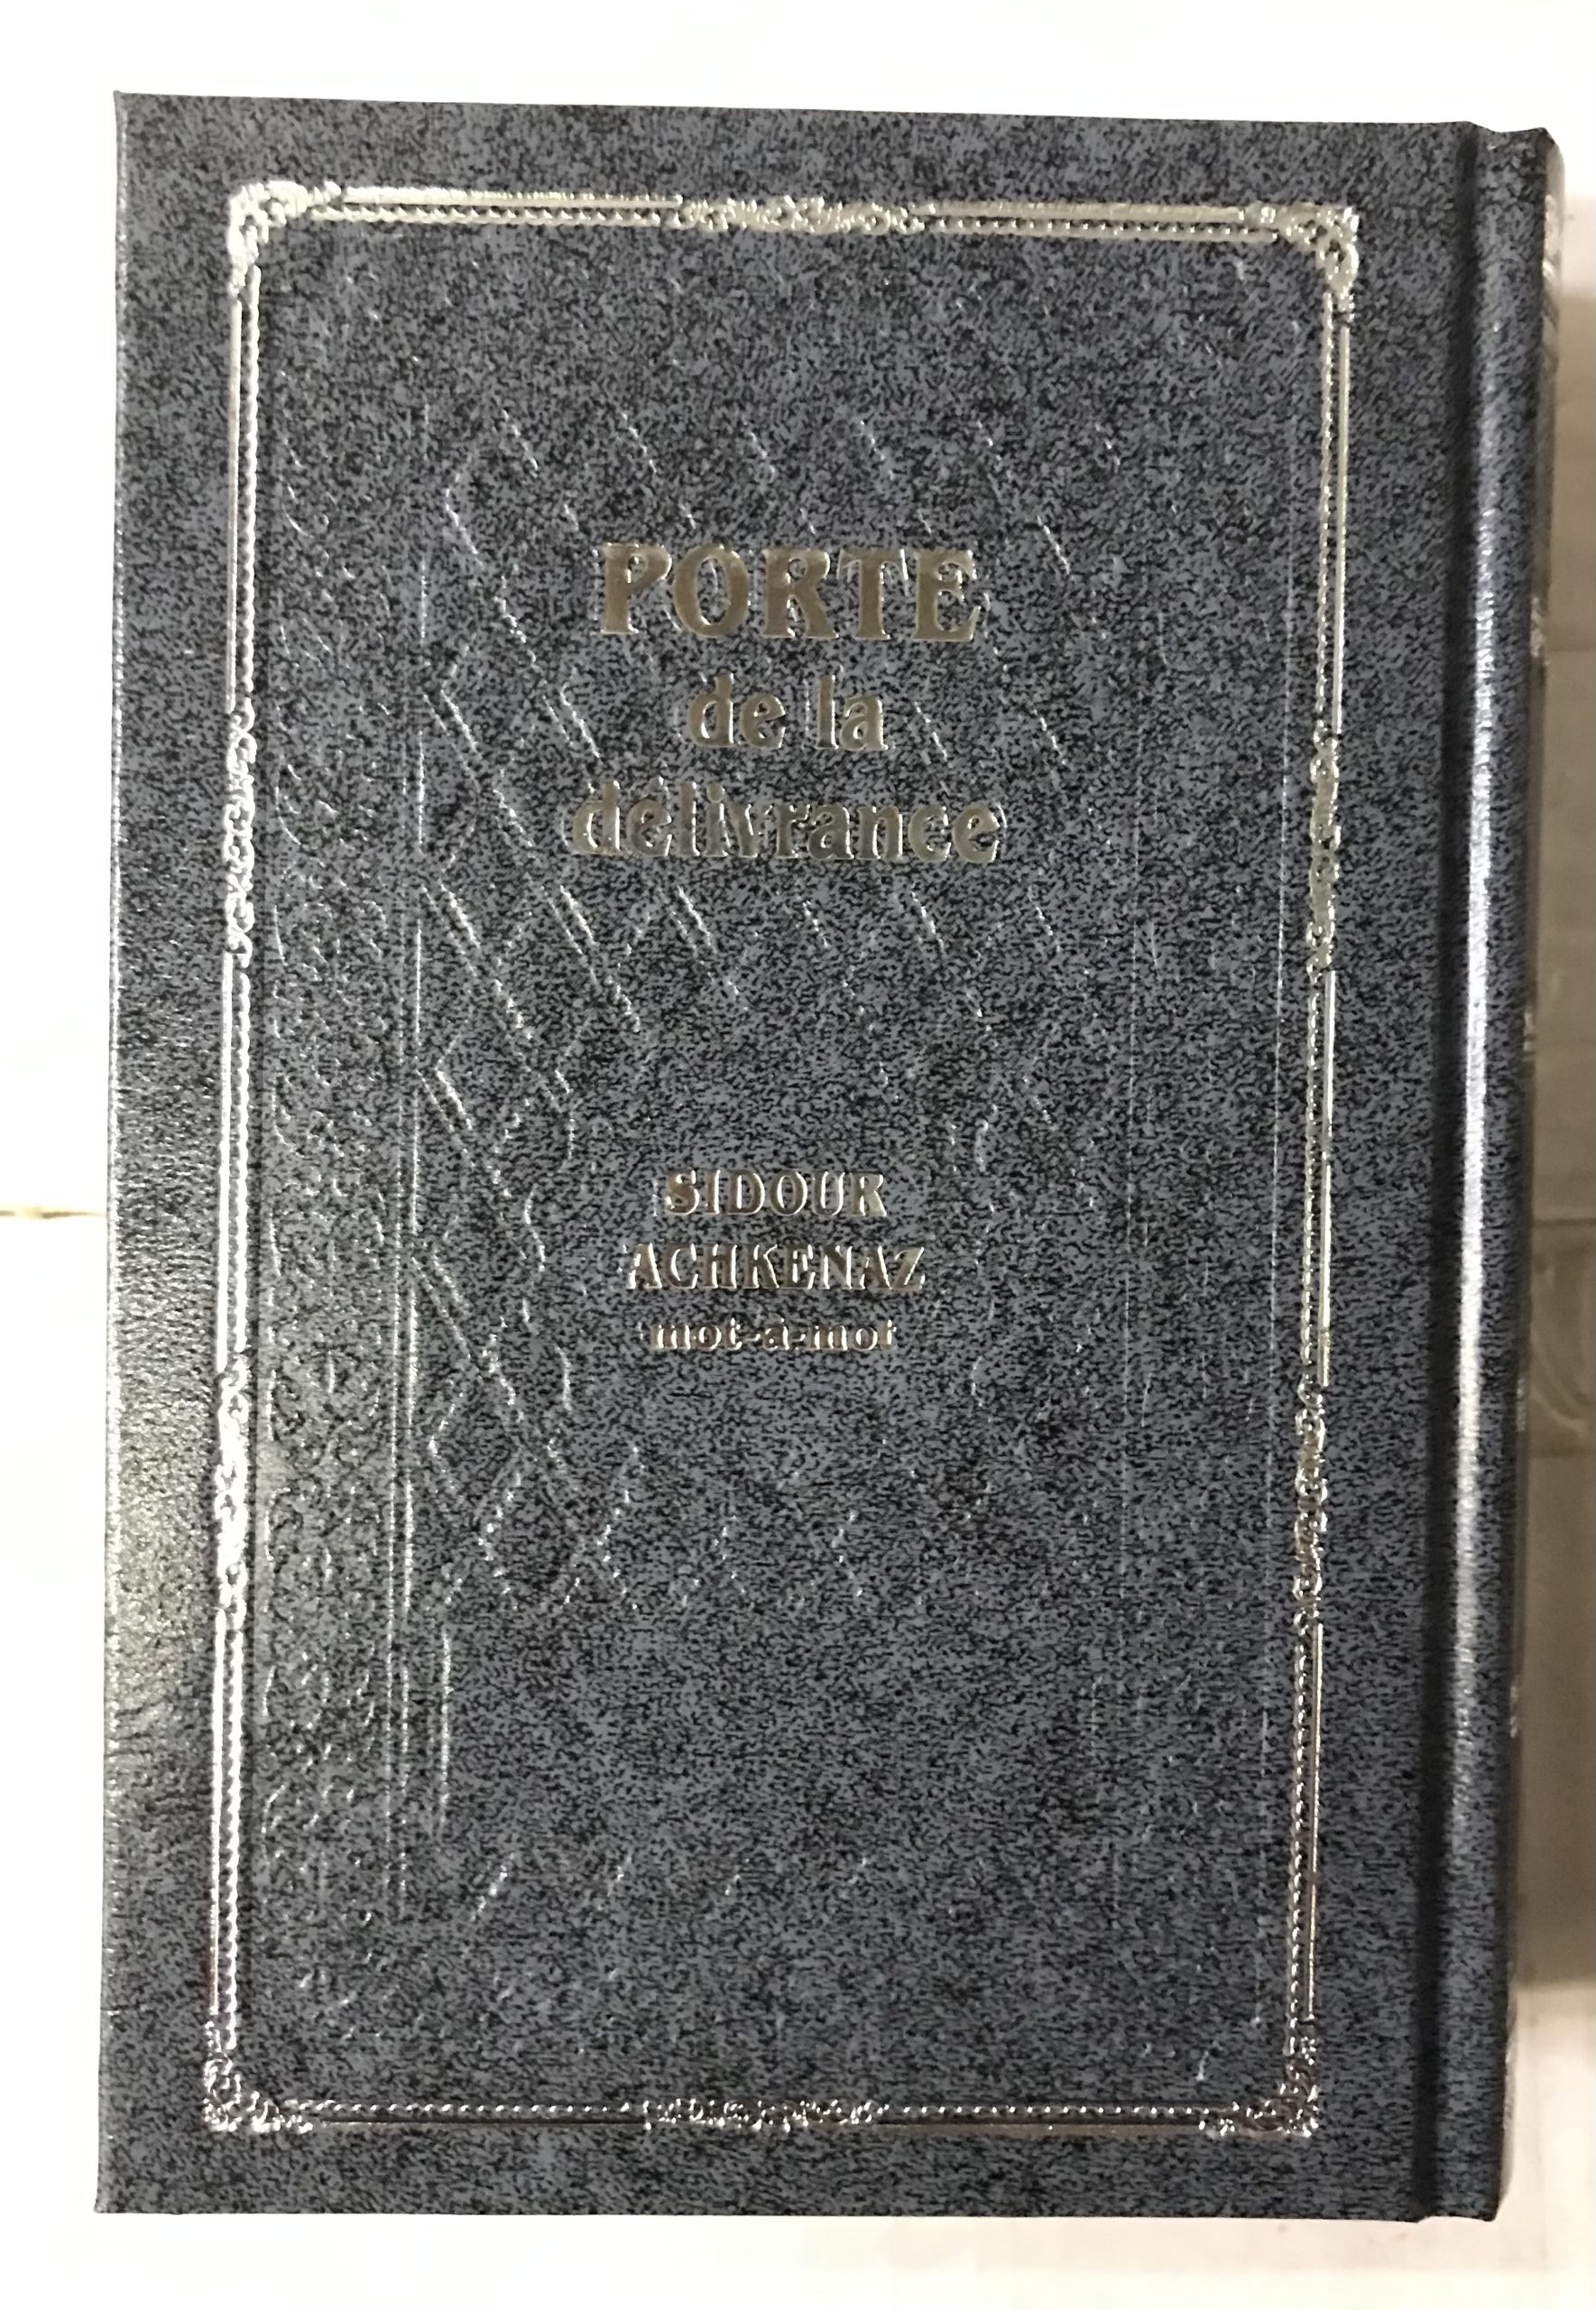 PORTE
de la
délivrance
SIDOUR
ACHKENAZ
mot-à-mot